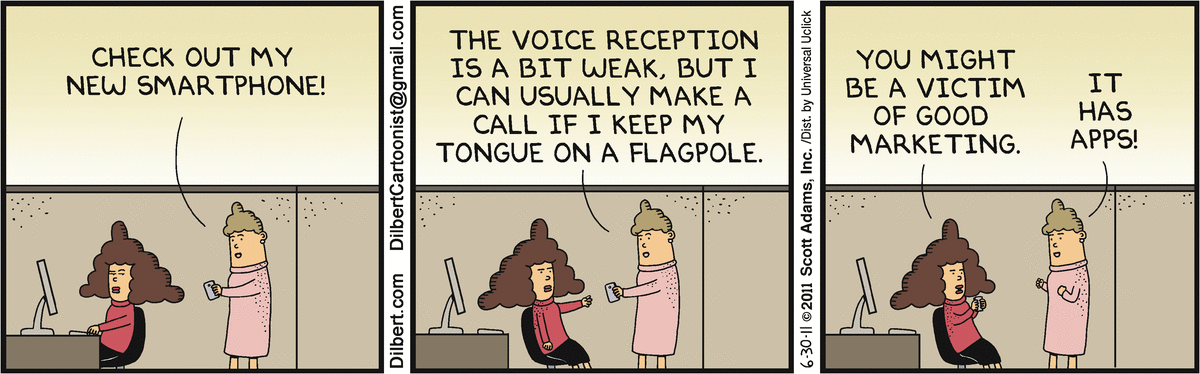 CHECK OUT MY
NEW SMARTPHONE!
DilbertCartoonist@gmail.com
Dilbert.com
THE VOICE RECEPTION
IS A BIT WEAK, BUT I
CAN USUALLY MAKE A
CALL IF I KEEP MY
TONGUE ON A FLAGPOLE.
6-30-11 ©2011 Scott Adams, Inc. /Dist. by Universal Uclick
YOU MIGHT
BE A VICTIM
OF GOOD
MARKETING.
IT
HAS
APPS!